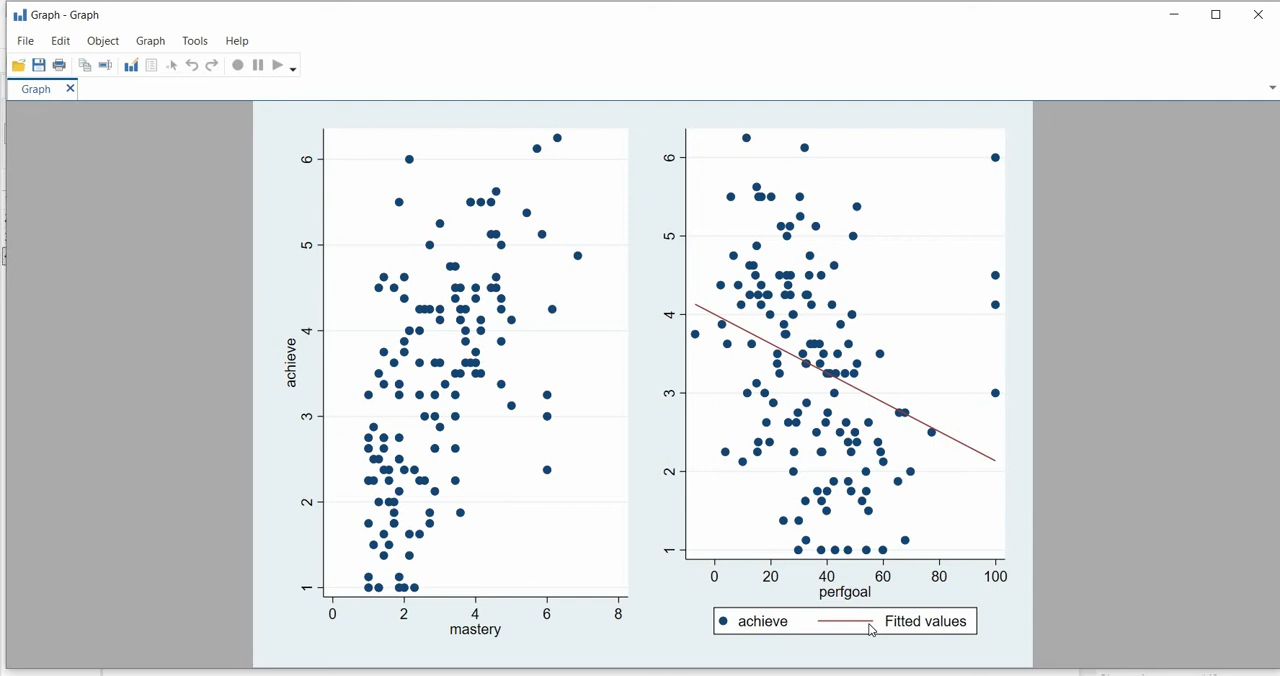 Graph - Graph
File Edit Object Graph Tools Help
Graph
achieve
6
5
4
3
2
1
0 2 4 6 8
mastery
6
5
4
3
2
1
0 20 40 60 80 100
perfgoal
achieve Fitted values